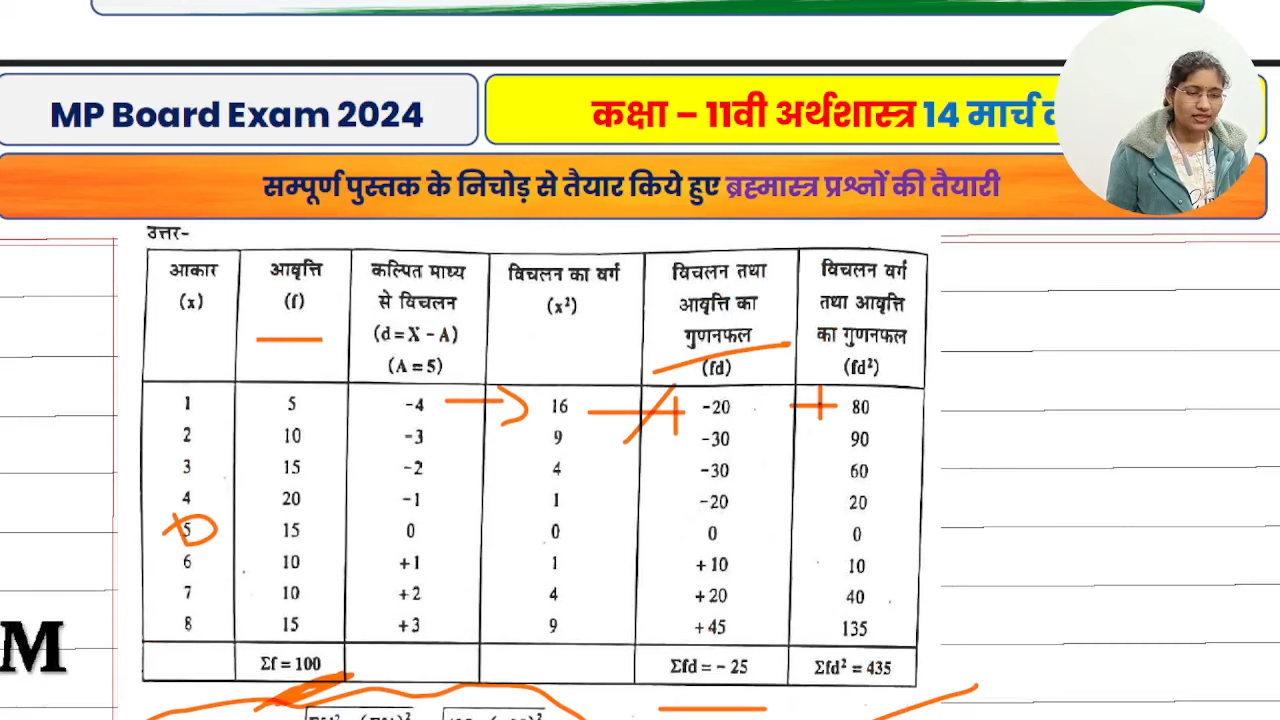 MP Board Exam 2024
कक्षा – 11वी अर्थशास्त्र 14 मार्च
सम्पूर्ण पुस्तक के निचोड़ से तैयार किये हुए ब्रह्मास्त्र प्रश्नों की तैयारी
उत्तर-
आकार (x) आवृत्ति (f) कल्पित माध्य से विचलन (d = X – A) (A = 5) विचलन का वर्ग (x²) विचलन तथा आवृत्ति का गुणनफल (fd) विचलन वर्ग तथा आवृत्ति का गुणनफल (fd²)
1 5 -4 16 -20 80
2 10 -3 9 -30 90
3 15 -2 4 -30 60
4 20 -1 1 -20 20
5 15 0 0 0 0
6 10 +1 1 +10 10
7 10 +2 4 +20 40
8 15 +3 9 +45 135
Σf = 100 Σfd = - 25 Σfd² = 435
M